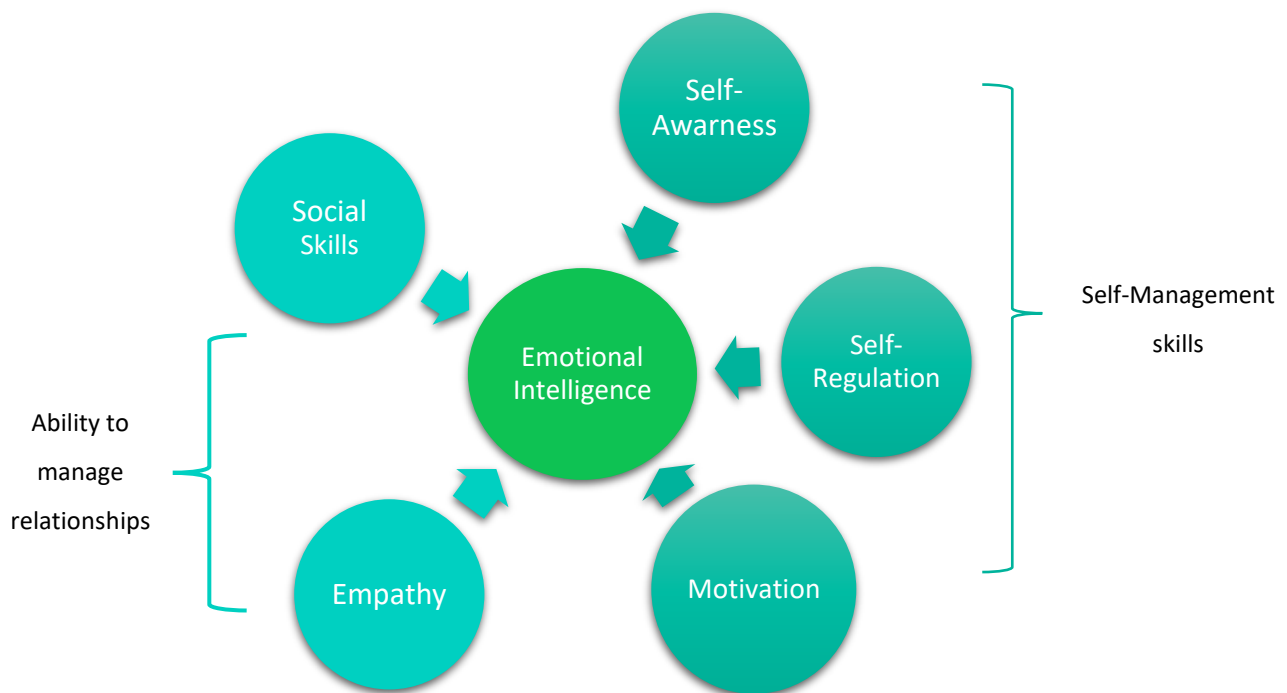 Self-
Awarness
Social
Skills
Emotional
Intelligence
Self-
Regulation
Self-Management
skills
Ability to
manage
relationships
Empathy
Motivation